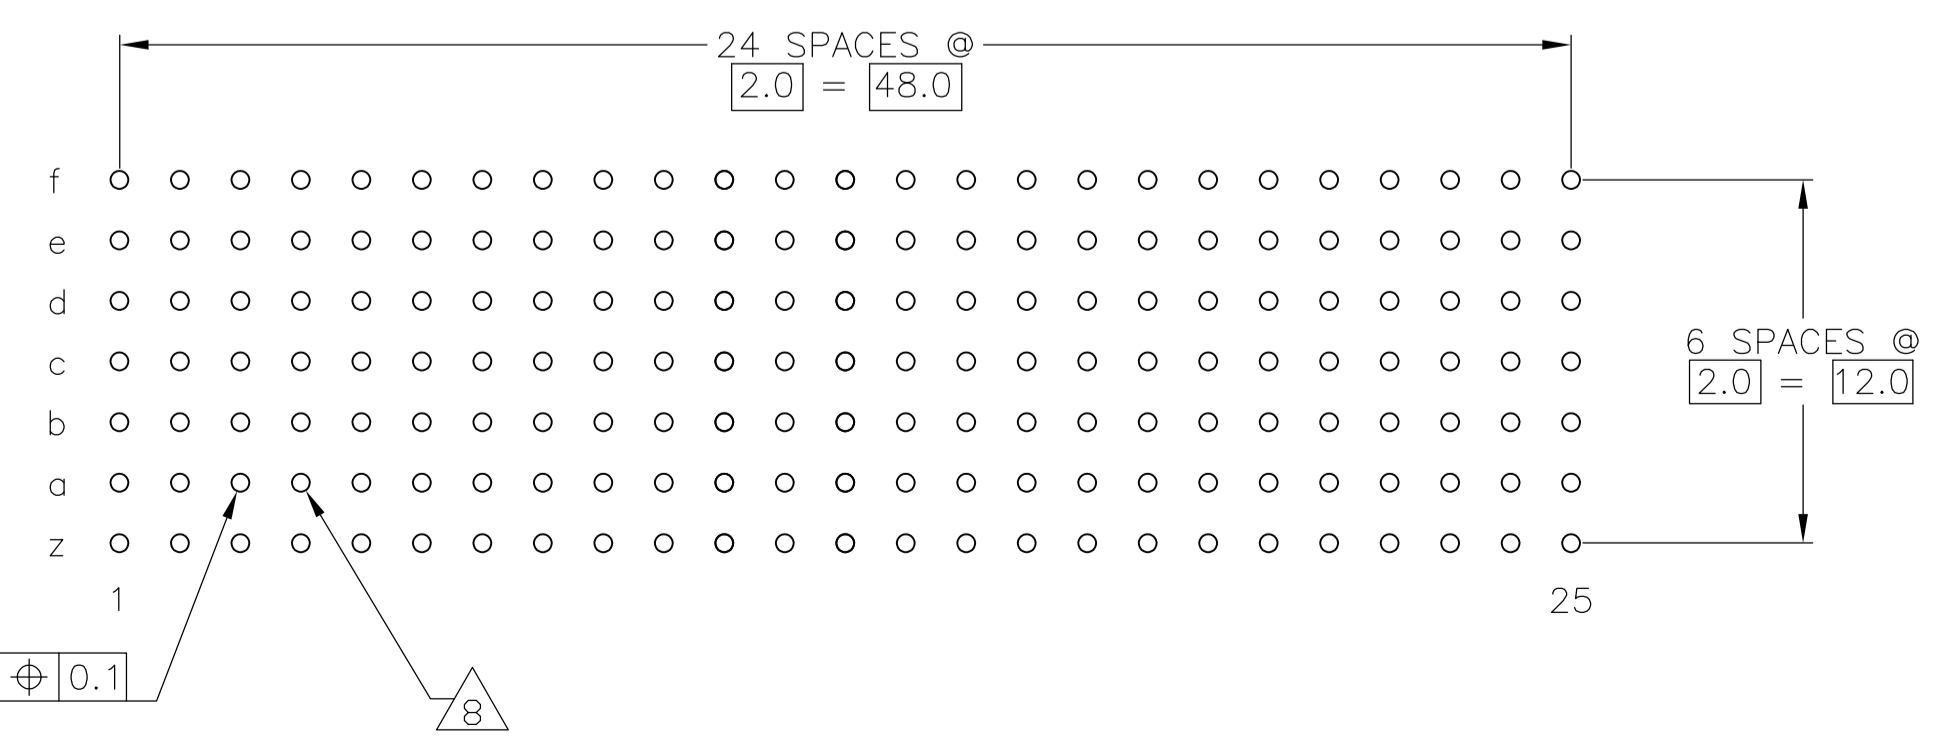 24 SPACES @
2.0 = 48.0
f
e
d
c
b
a
z
6 SPACES @
2.0 = 12.0
1
25
⌖ 0.1
8